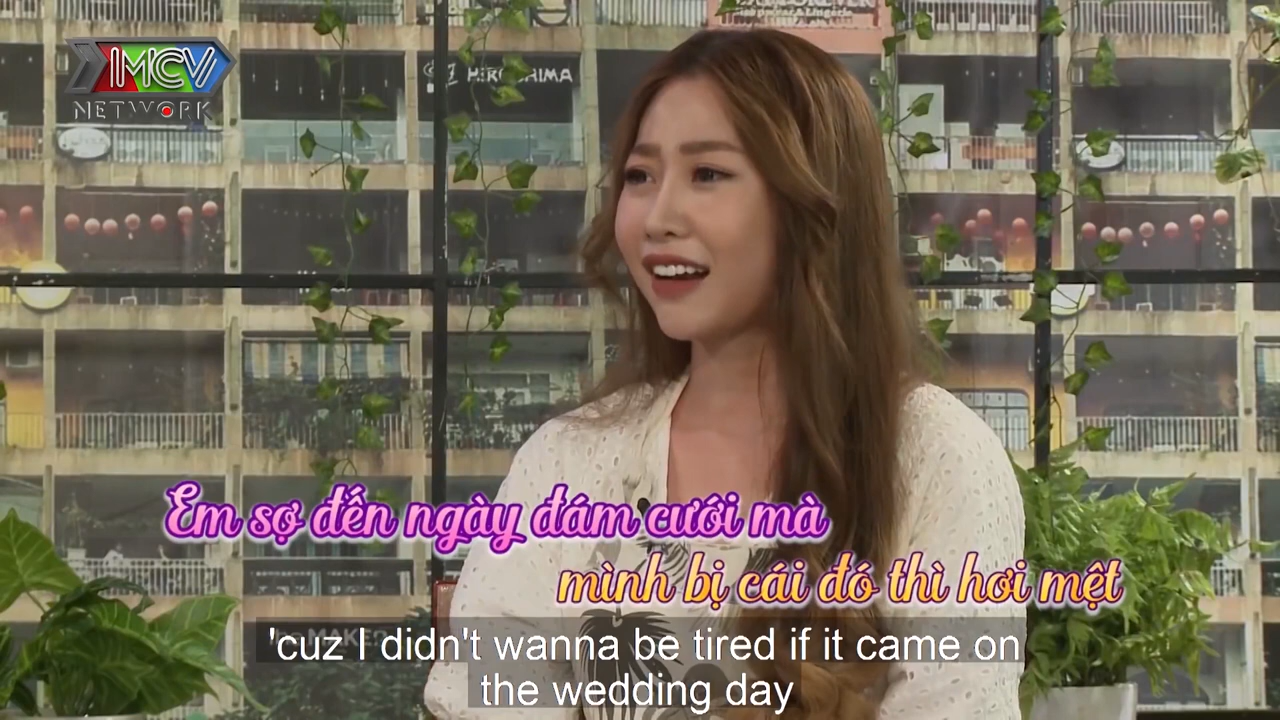 MCV
NETWORK
HIROSHIMA
Em sợ đến ngày đám cưới mà
mình bị cái đó thì hơi mệt
MAKER
'cuz I didn't wanna be tired if it came on
the wedding day